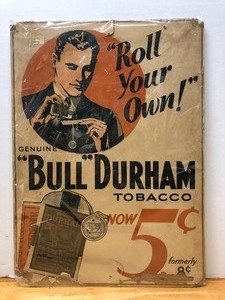 "Roll
Your
Own!"
GENUINE
"BULL" DURHAM
TOBACCO
NOW 5¢
formerly
8¢